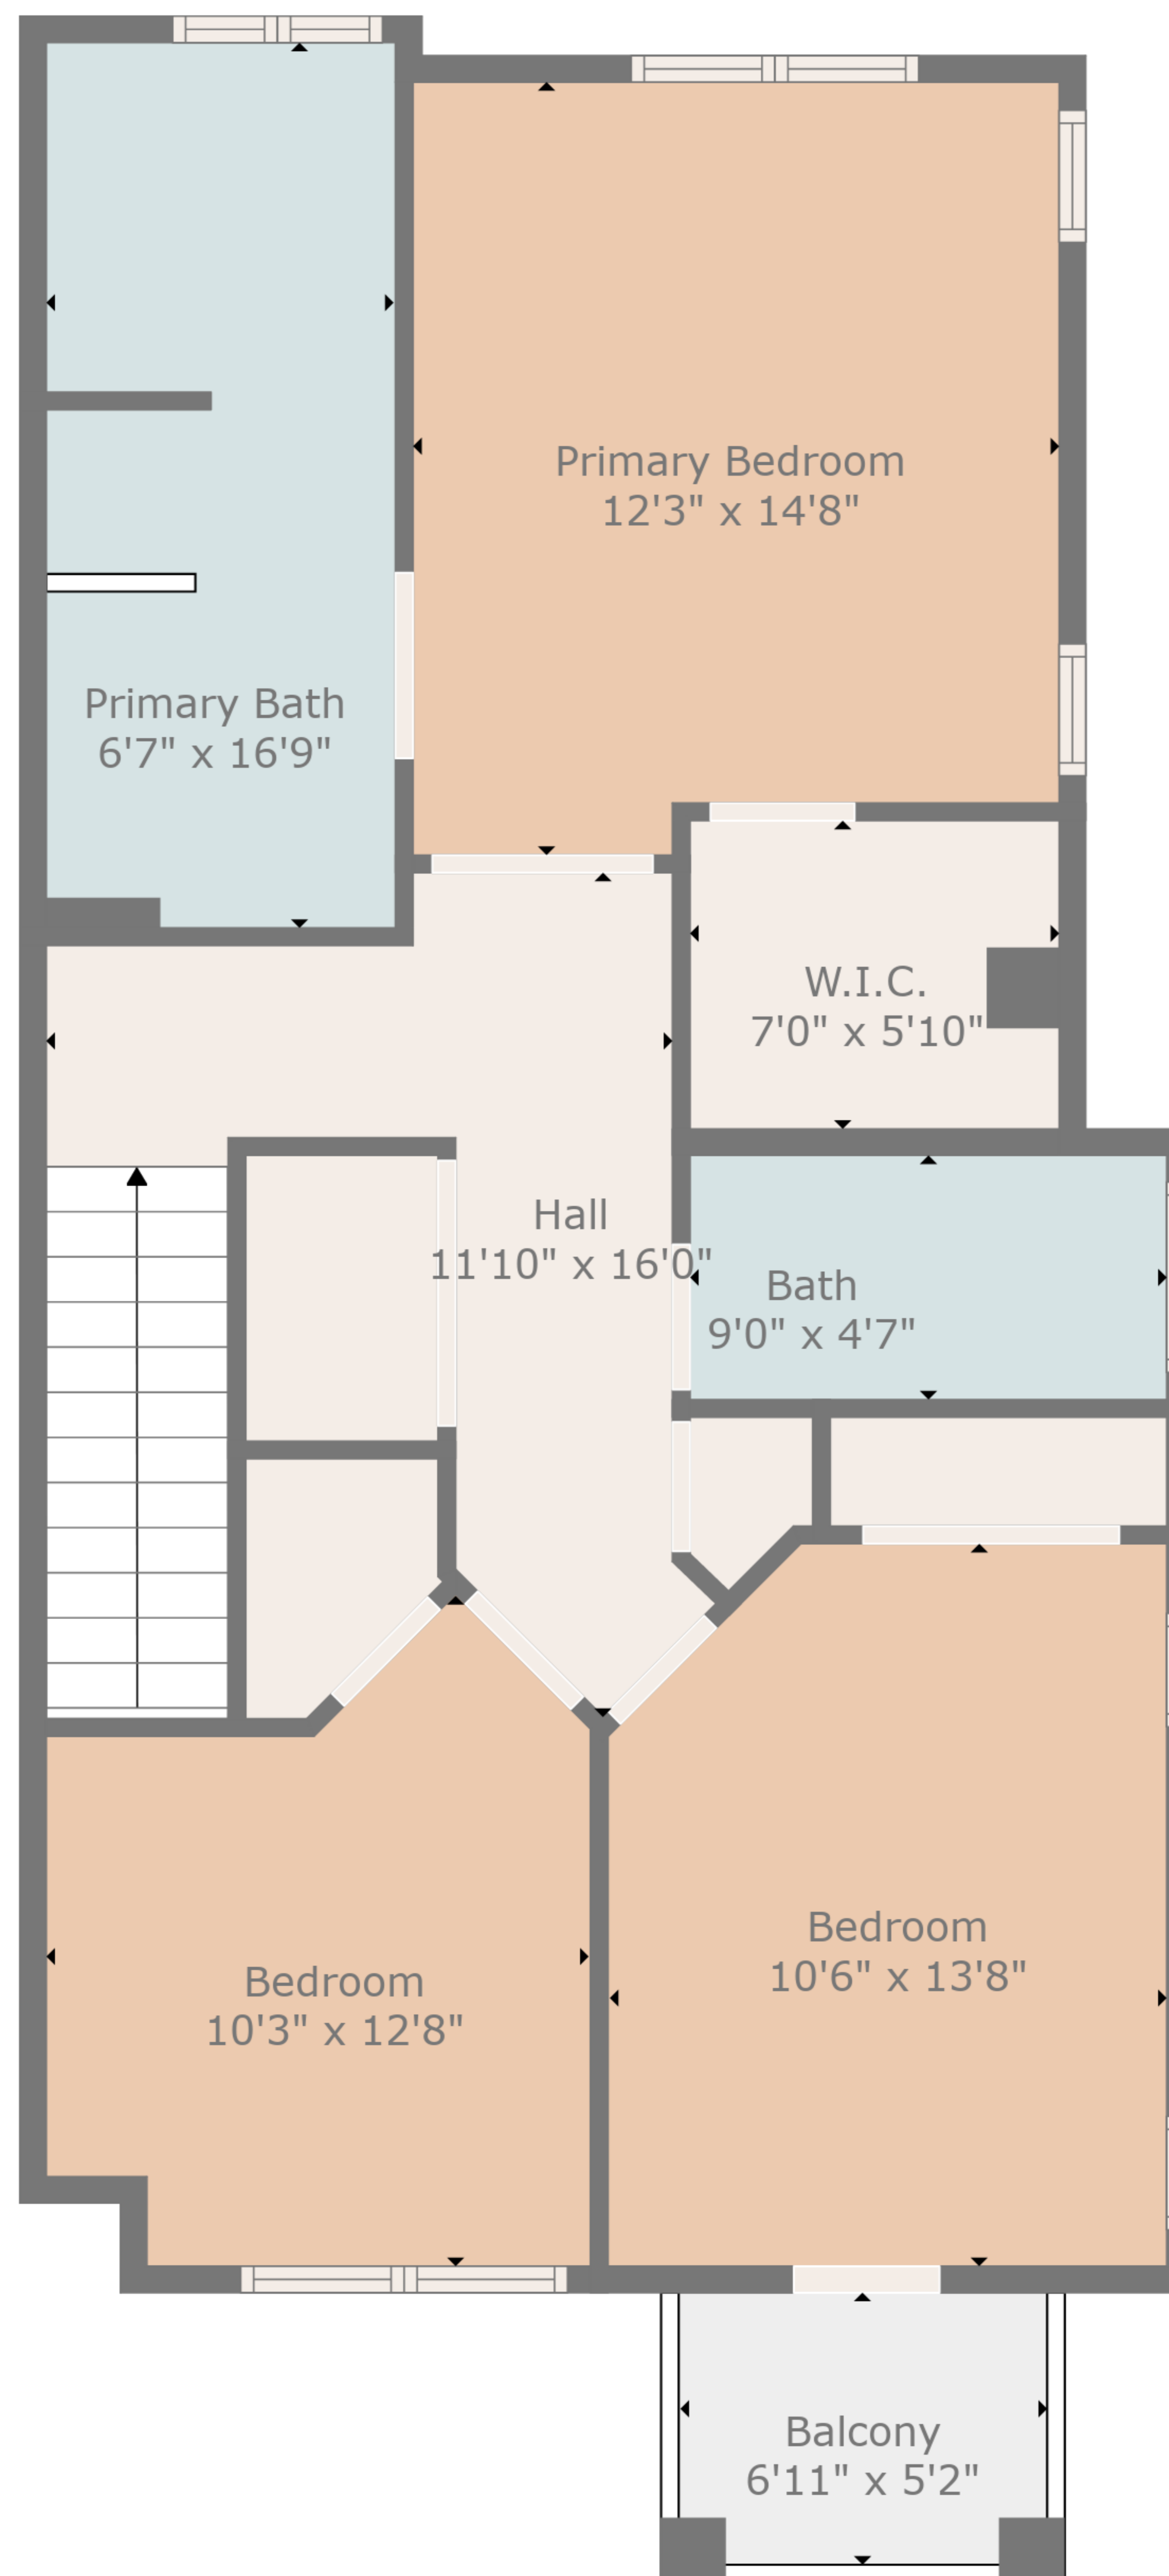 Primary Bedroom
12'3" x 14'8"
Primary Bath
6'7" x 16'9"
W.I.C.
7'0" x 5'10"
Hall
11'10" x 16'0"
Bath
9'0" x 4'7"
Bedroom
10'6" x 13'8"
Bedroom
10'3" x 12'8"
Balcony
6'11" x 5'2"